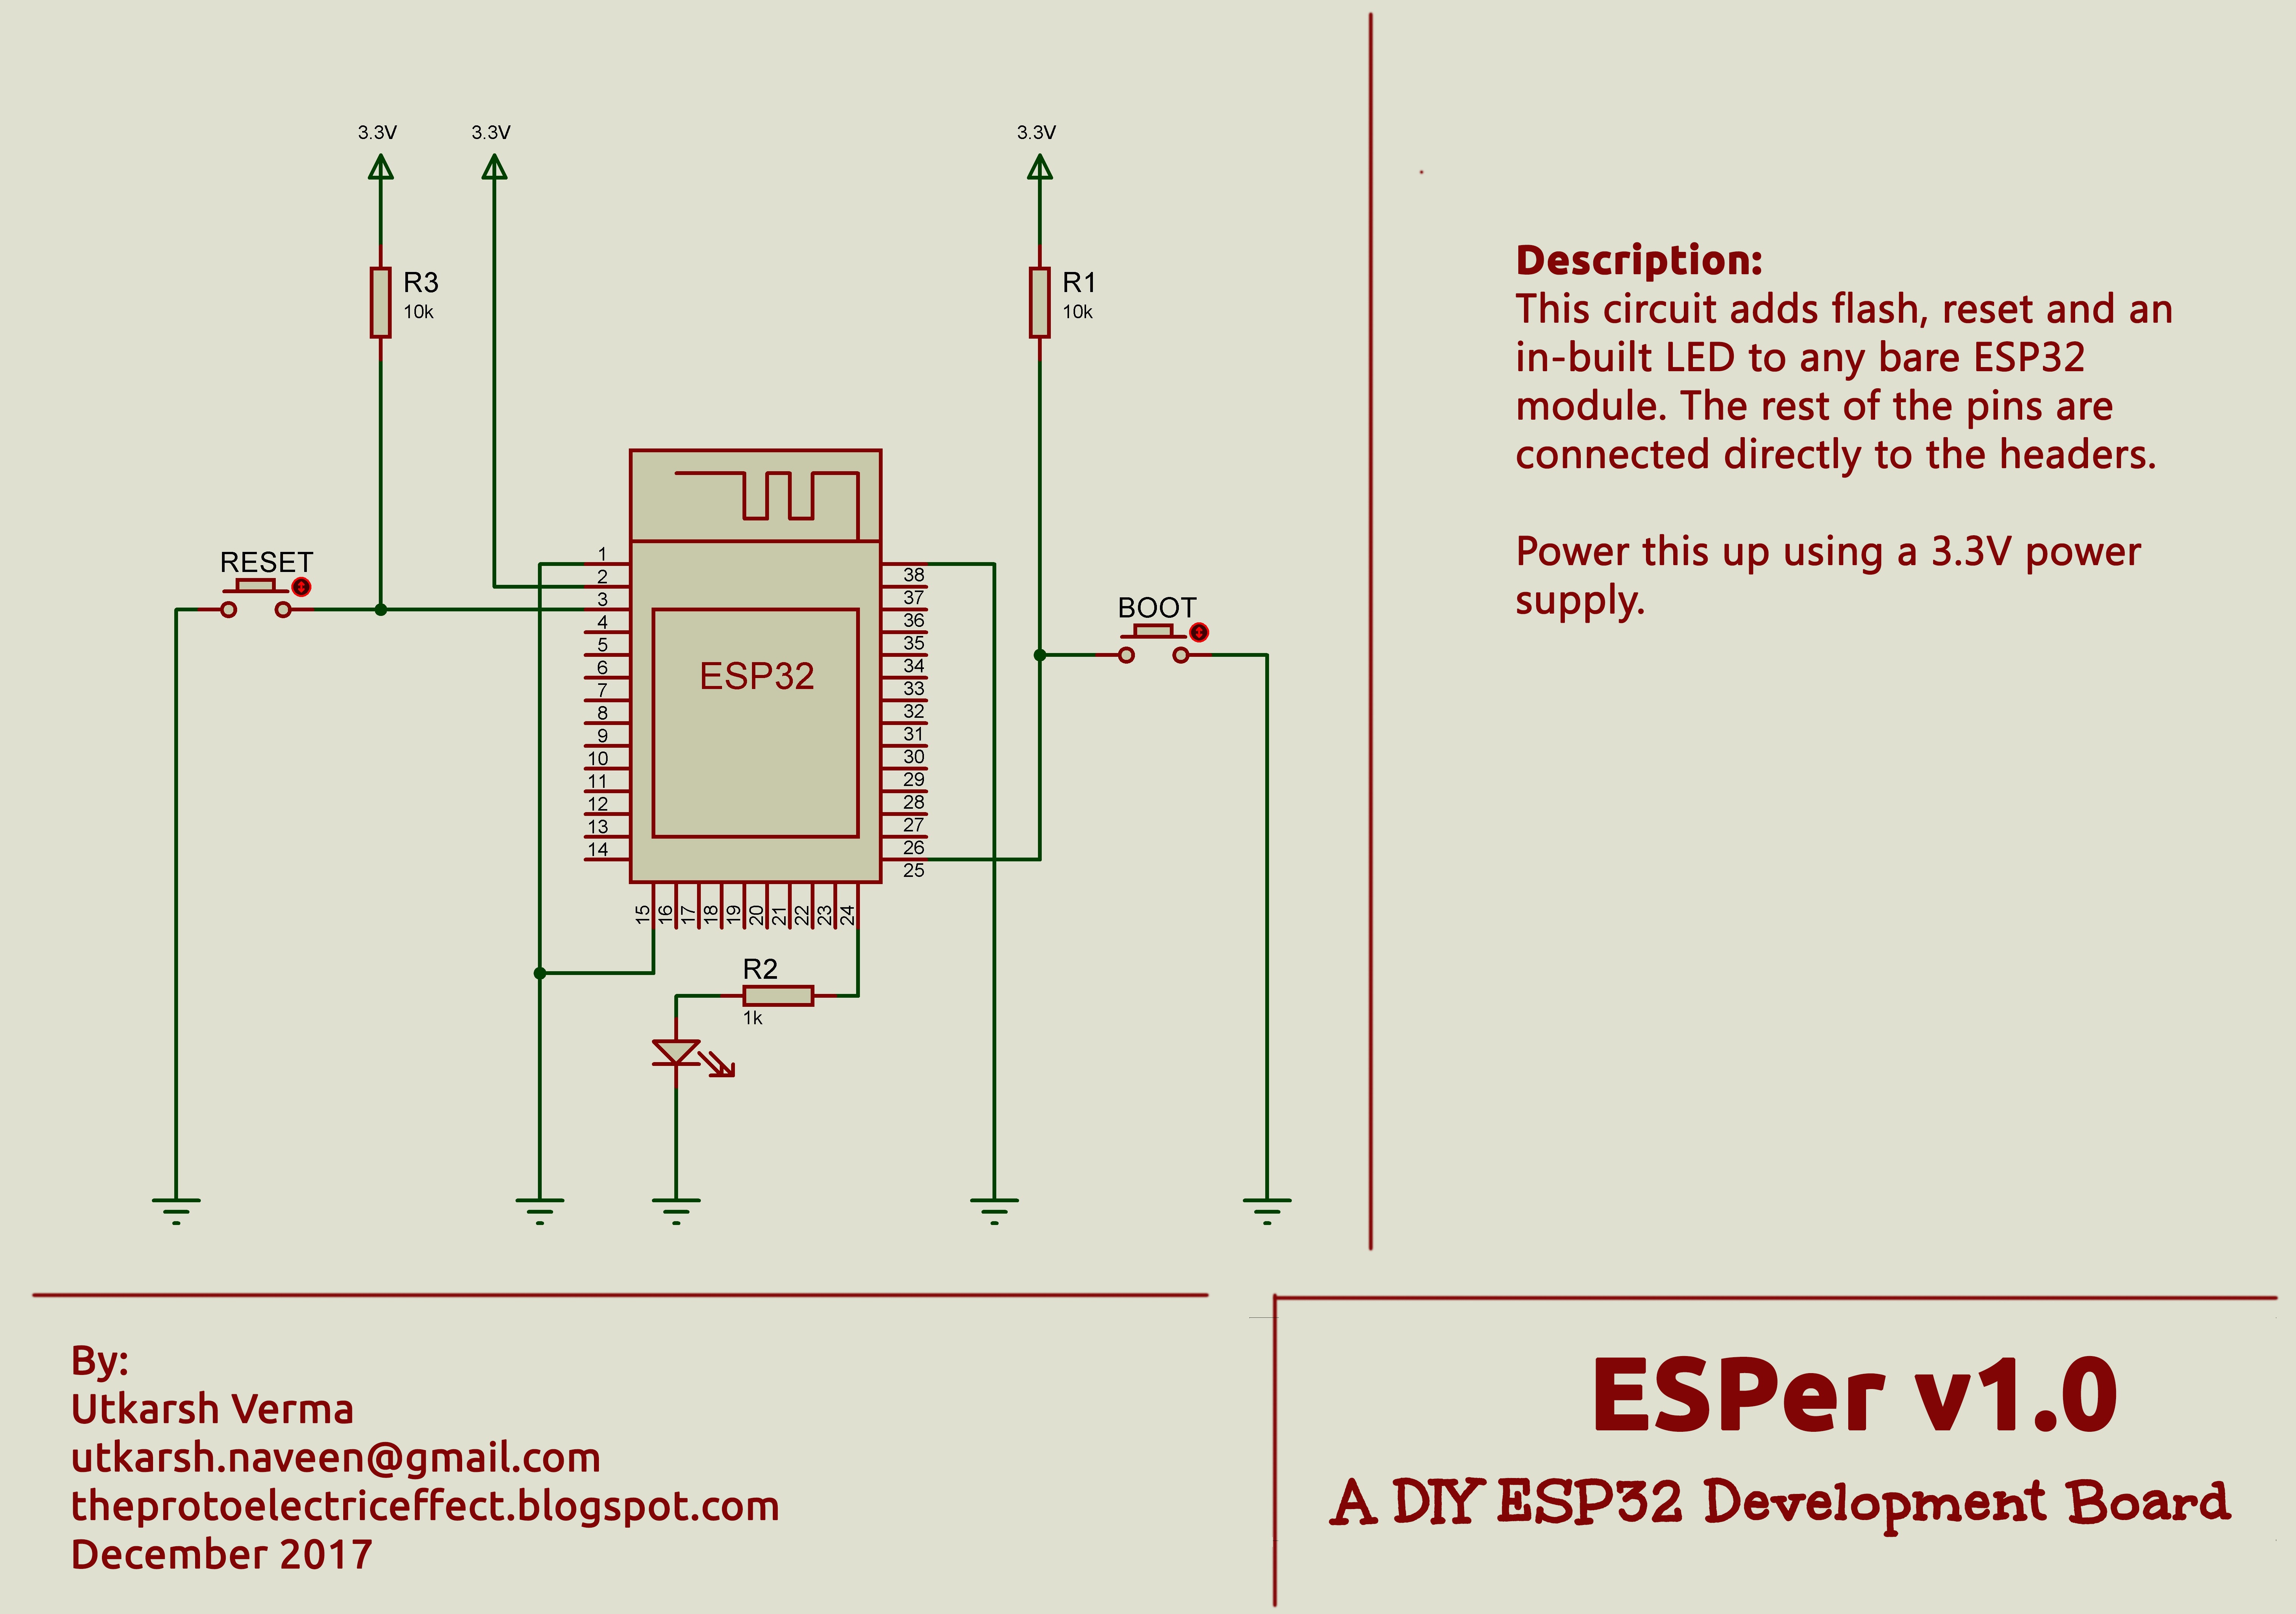 3.3V
3.3V
3.3V
R3
10k
R1
10k
RESET
BOOT
ESP32
1
2
3
4
5
6
7
8
9
10
11
12
13
14
38
37
36
35
34
33
32
31
30
29
28
27
26
25
15
16
17
18
19
20
21
22
23
24
R2
1k
Description:
This circuit adds flash, reset and an
in-built LED to any bare ESP32
module. The rest of the pins are
connected directly to the headers.
Power this up using a 3.3V power
supply.
By:
Utkarsh Verma
utkarsh.naveen@gmail.com
theprotoelectriceffect.blogspot.com
December 2017
ESPer v1.0
A DIY ESP32 Development Board